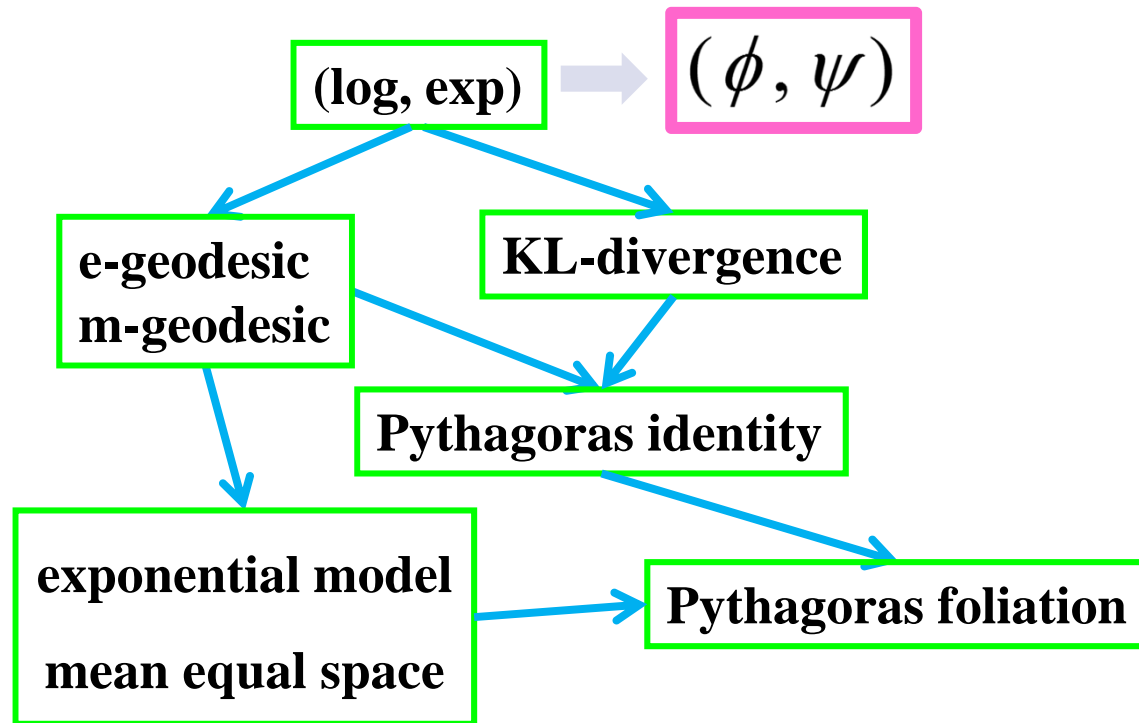 (log, exp)
(ϕ, ψ)
e-geodesic
m-geodesic
KL-divergence
Pythagoras identity
exponential model
mean equal space
Pythagoras foliation